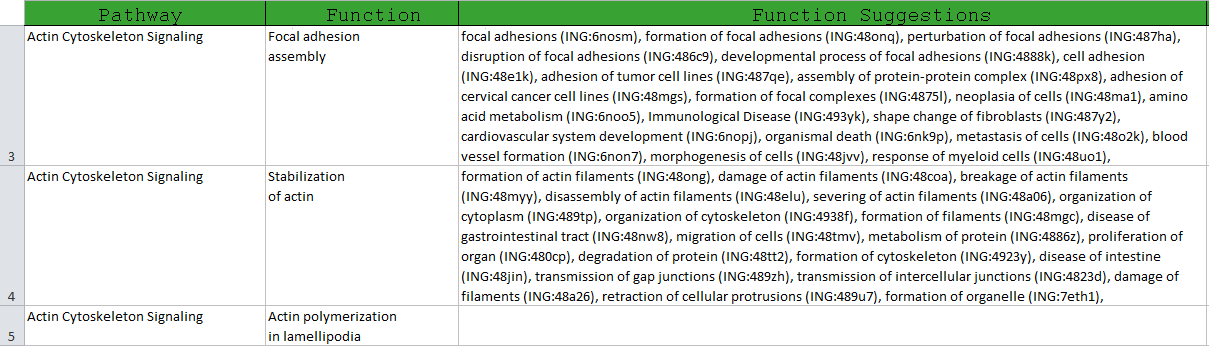 Pathway Function Function Suggestions
3 Actin Cytoskeleton Signaling
Focal adhesion
assembly
focal adhesions (ING:6nosm), formation of focal adhesions (ING:48onq), perturbation of focal adhesions (ING:487ha),
disruption of focal adhesions (ING:486c9), developmental process of focal adhesions (ING:4888k), cell adhesion
(ING:48e1k), adhesion of tumor cell lines (ING:487qe), assembly of protein-protein complex (ING:48px8), adhesion of
cervical cancer cell lines (ING:48mgs), formation of focal complexes (ING:4875l), neoplasia of cells (ING:48ma1), amino
acid metabolism (ING:6noo5), Immunological Disease (ING:493yk), shape change of fibroblasts (ING:487y2),
cardiovascular system development (ING:6nopj), organismal death (ING:6nk9p), metastasis of cells (ING:48o2k), blood
vessel formation (ING:6non7), morphogenesis of cells (ING:48jvv), response of myeloid cells (ING:48uo1),
4 Actin Cytoskeleton Signaling
Stabilization
of actin
formation of actin filaments (ING:48ong), damage of actin filaments (ING:48coa), breakage of actin filaments
(ING:48myy), disassembly of actin filaments (ING:48elu), severing of actin filaments (ING:48a06), organization of
cytoplasm (ING:489tp), organization of cytoskeleton (ING:4938f), formation of filaments (ING:48mgc), disease of
gastrointestinal tract (ING:48nw8), migration of cells (ING:48tmv), metabolism of protein (ING:4886z), proliferation of
organ (ING:480cp), degradation of protein (ING:48tt2), formation of cytoskeleton (ING:4923y), disease of intestine
(ING:48jin), transmission of gap junctions (ING:489zh), transmission of intercellular junctions (ING:4823d), damage of
filaments (ING:48a26), retraction of cellular protrusions (ING:489u7), formation of organelle (ING:7eth1),
5 Actin Cytoskeleton Signaling
Actin polymerization
in lamellipodia